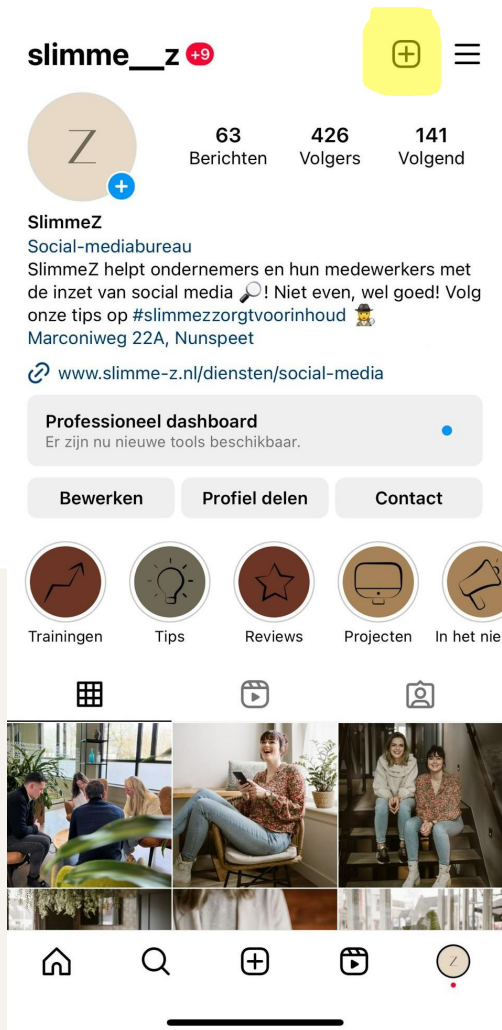 slimme__z +9
63 426 141
Berichten Volgers Volgend
Z
SlimmeZ
Social-mediabureau
SlimmeZ helpt ondernemers en hun medewerkers met
de inzet van social media 🔎! Niet even, wel goed! Volg
onze tips op #slimmezzorgtvoorinhoud 🕵️
Marconiweg 22A, Nunspeet
www.slimme-z.nl/diensten/social-media
Professioneel dashboard
Er zijn nu nieuwe tools beschikbaar.
Bewerken Profiel delen Contact
Trainingen Tips Reviews Projecten In het nie
Z